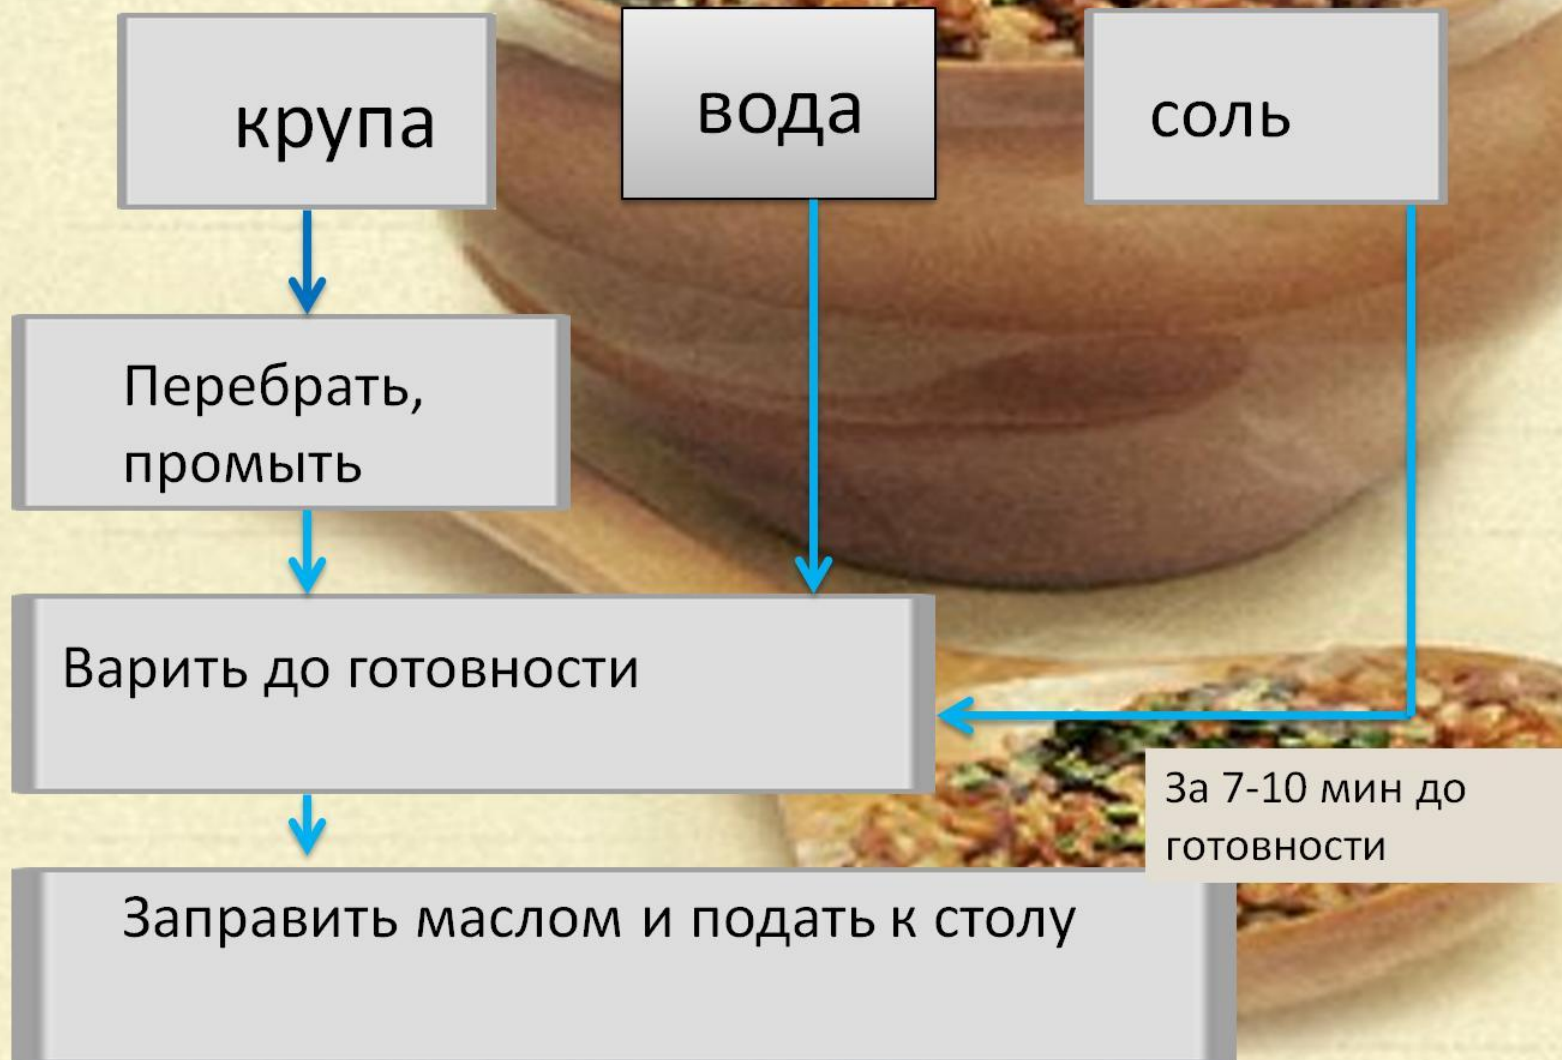 крупа
вода
соль
Перебрать,
промыть
Варить до готовности
За 7-10 мин до
готовности
Заправить маслом и подать к столу